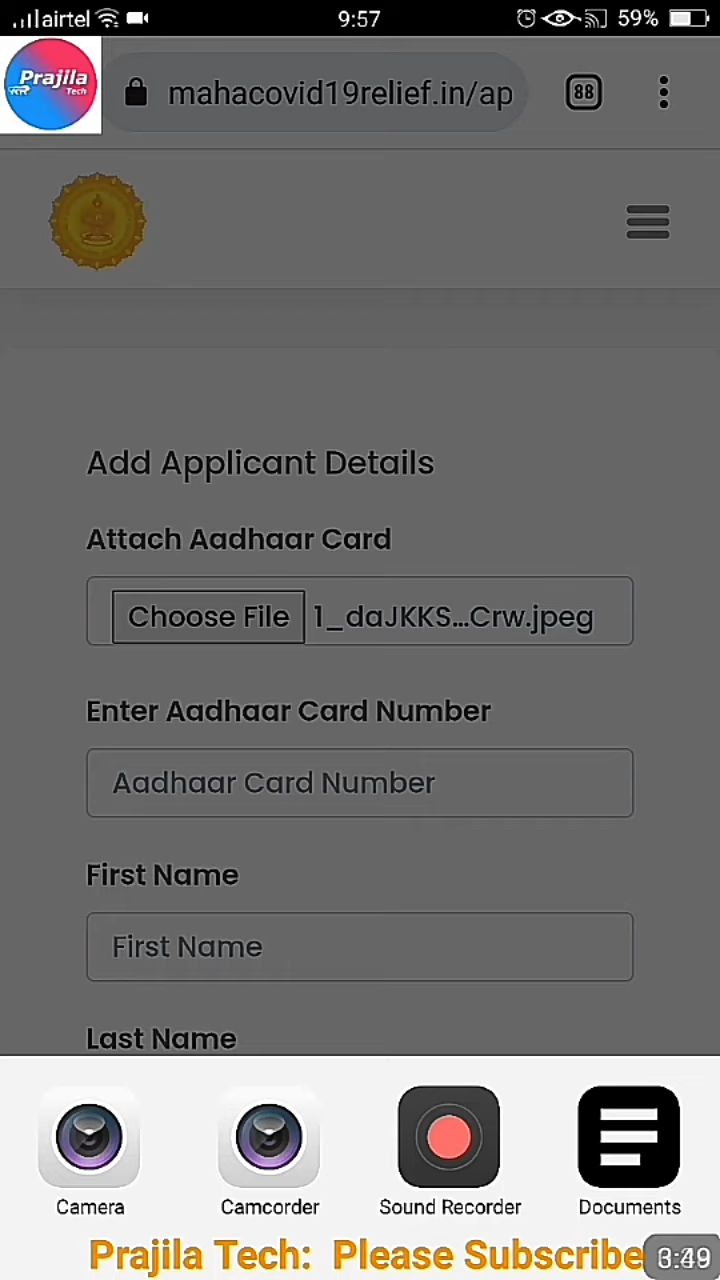 airtel 9:57 59%
Prajila
Tech
mahacovid19relief.in/ap 88
Add Applicant Details
Attach Aadhaar Card
Choose File 1_daJKKS...Crw.jpeg
Enter Aadhaar Card Number
Aadhaar Card Number
First Name
First Name
Last Name
Camera Camcorder Sound Recorder Documents
Prajila Tech: Please Subscribe 3:49